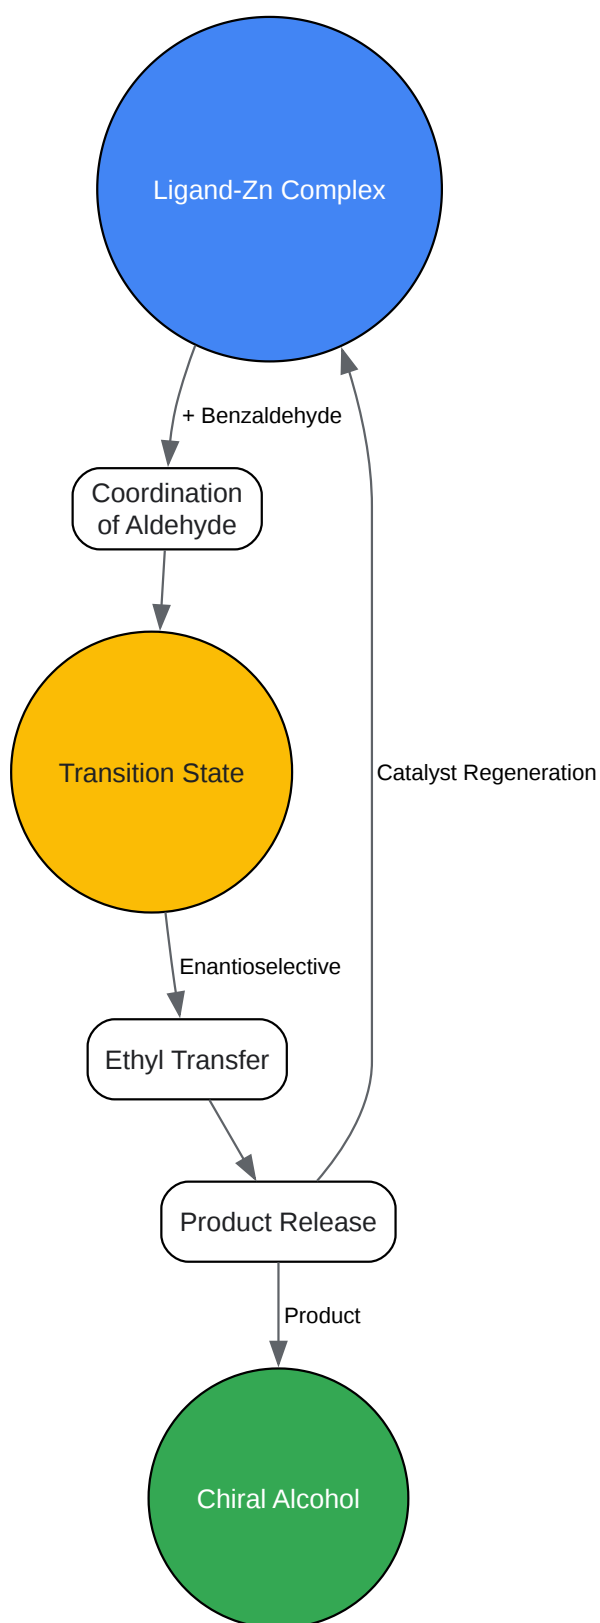 Ligand-Zn Complex
+ Benzaldehyde
Coordination
of Aldehyde
Transition State
Catalyst Regeneration
Enantioselective
Ethyl Transfer
Product Release
Product
Chiral Alcohol